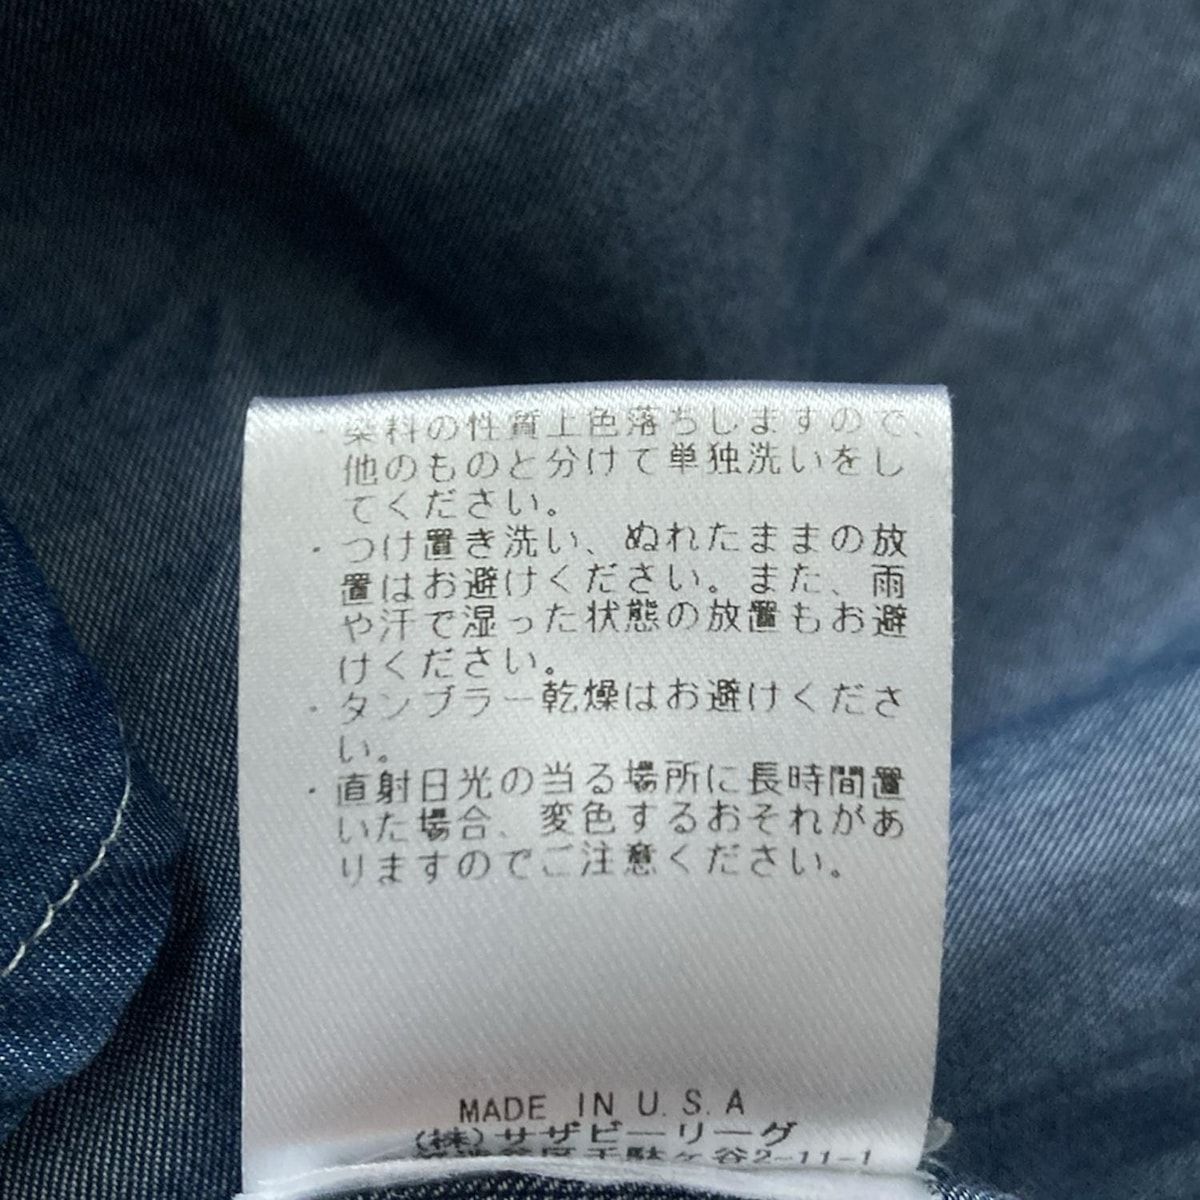 ・染料の性質上色落ちしますので、
他のものと分けて単独洗いをし
てください。
・つけ置き洗い、ぬれたままの放
置はお避けください。また、雨
や汗で湿った状態の放置もお避
けください。
・タンブラー乾燥はお避けくださ
い。
・直射日光の当る場所に長時間置
いた場合、変色するおそれがあ
りますのでご注意ください。
MADE IN U.S.A
(株)サザビーリーグ
千駄ヶ谷2-11-1